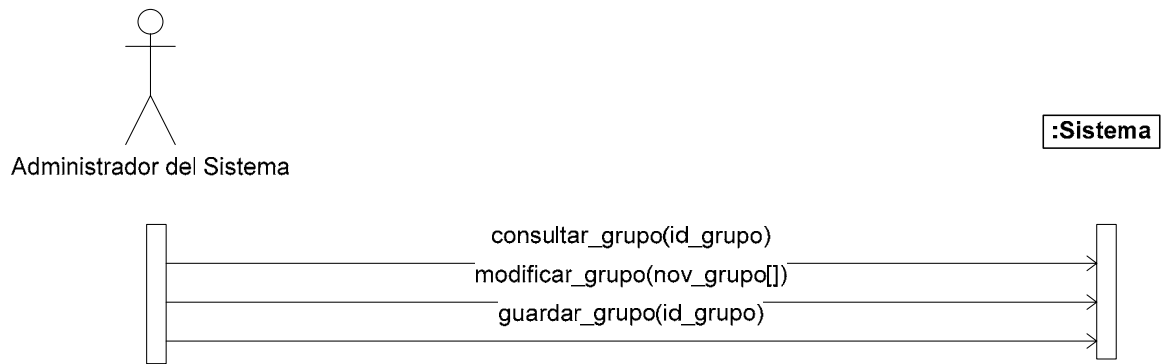 :Sistema
Administrador del Sistema
consultar_grupo(id_grupo)
modificar_grupo(nov_grupo[])
guardar_grupo(id_grupo)